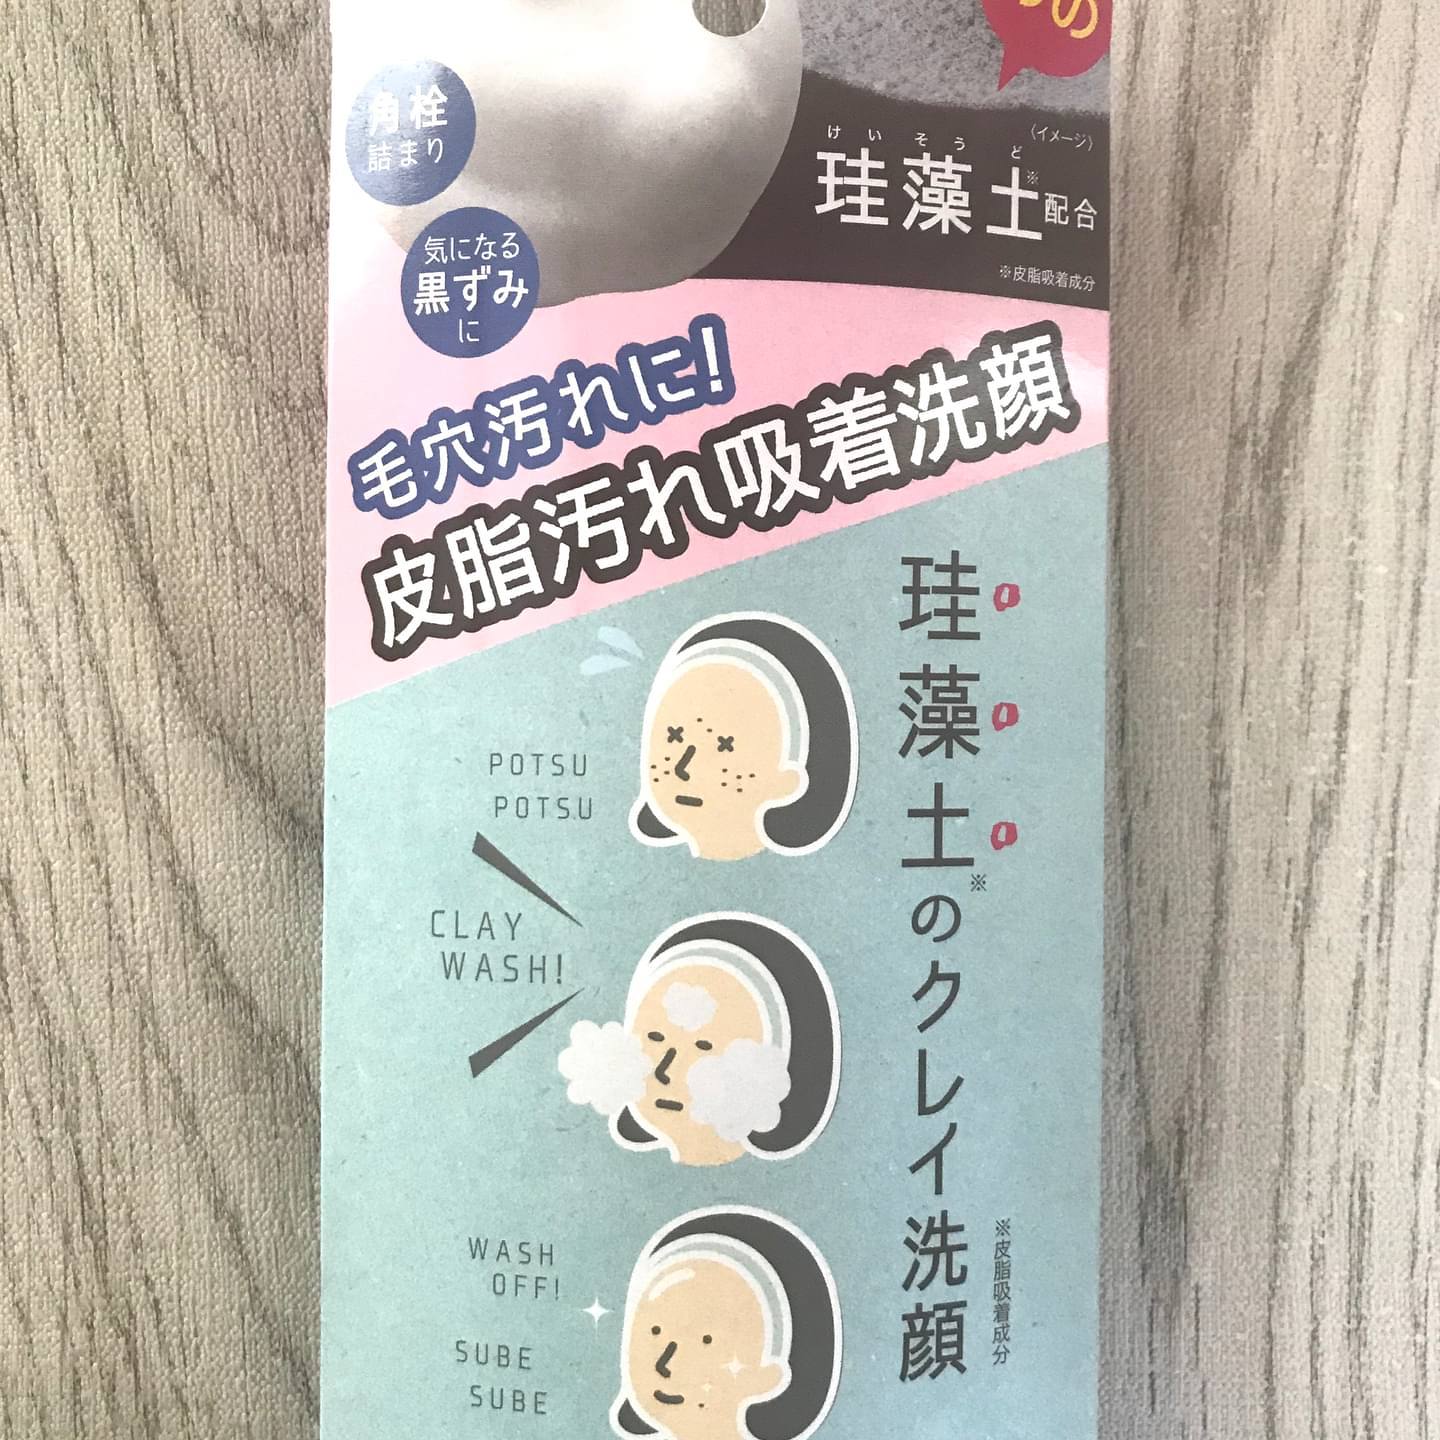 の
角栓
詰まり
気になる
黒ずみ
に
(イメージ)
けいそうど
珪藻土※配合
※皮脂吸着成分
毛穴汚れに!
皮脂汚れ吸着洗顔
珪藻土※のクレイ洗顔
※皮脂吸着成分
POTSU
POTSU
CLAY
WASH!
WASH
OFF!
SUBE
SUBE